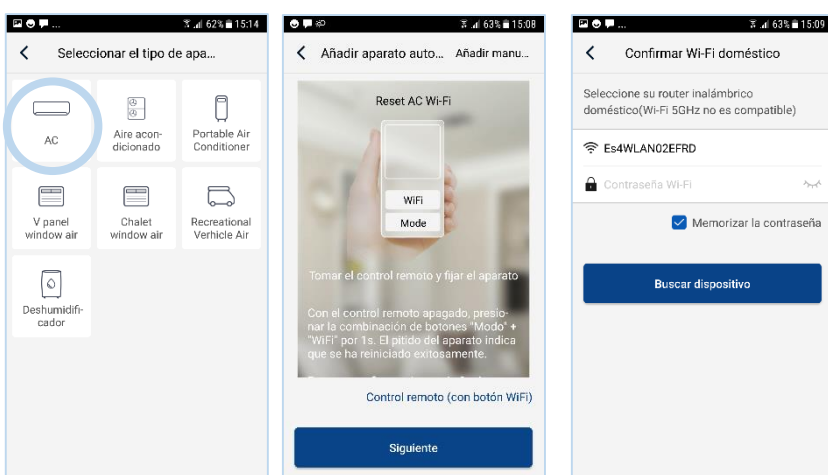 ... 62% 15:14
Seleccionar el tipo de apa...
AC
Aire acon-
dicionado
Portable Air
Conditioner
V panel
window air
Chalet
window air
Recreational
Verhicle Air
Deshumidifi-
cador
63% 15:08
Añadir aparato auto... Añadir manu...
Reset AC Wi-Fi
WiFi
Mode
Tomar el control remoto y fijar el aparato
Con el control remoto apagado, presio-
nar la combinación de botones "Modo" +
"WiFi" por 1s. El pitido del aparato indica
que se ha reiniciado exitosamente.
Control remoto (con botón WiFi)
Siguiente
... 63% 15:09
Confirmar Wi-Fi doméstico
Seleccione su router inalámbrico
doméstico(Wi-Fi 5GHz no es compatible)
Es4WLAN02EFRD
Contraseña Wi-Fi
Memorizar la contraseña
Buscar dispositivo